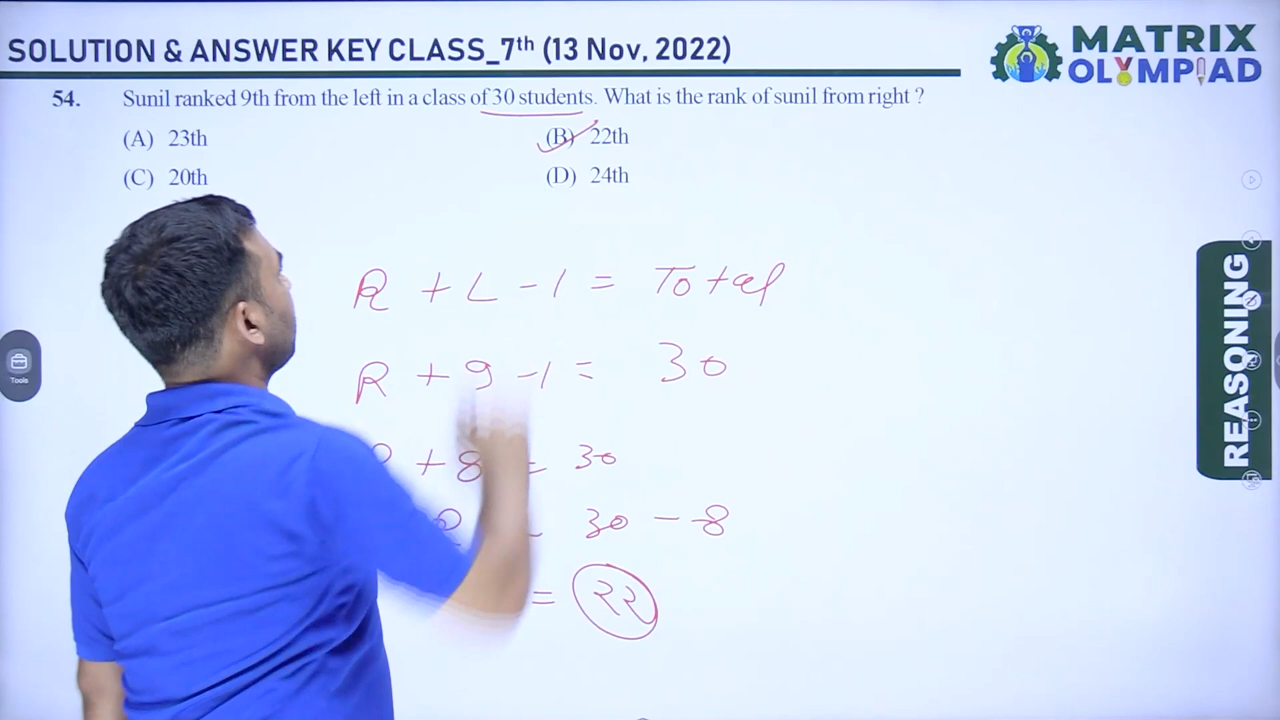 SOLUTION & ANSWER KEY CLASS_7th (13 Nov, 2022)
MATRIX
OLYMPIAD
54. Sunil ranked 9th from the left in a class of 30 students. What is the rank of sunil from right ?
(A) 23th (B) 22th
(C) 20th (D) 24th
R + L - 1 = Total
R + 9 - 1 = 30
+ 8 = 30
30 - 8
= 22
REASONING
Tools